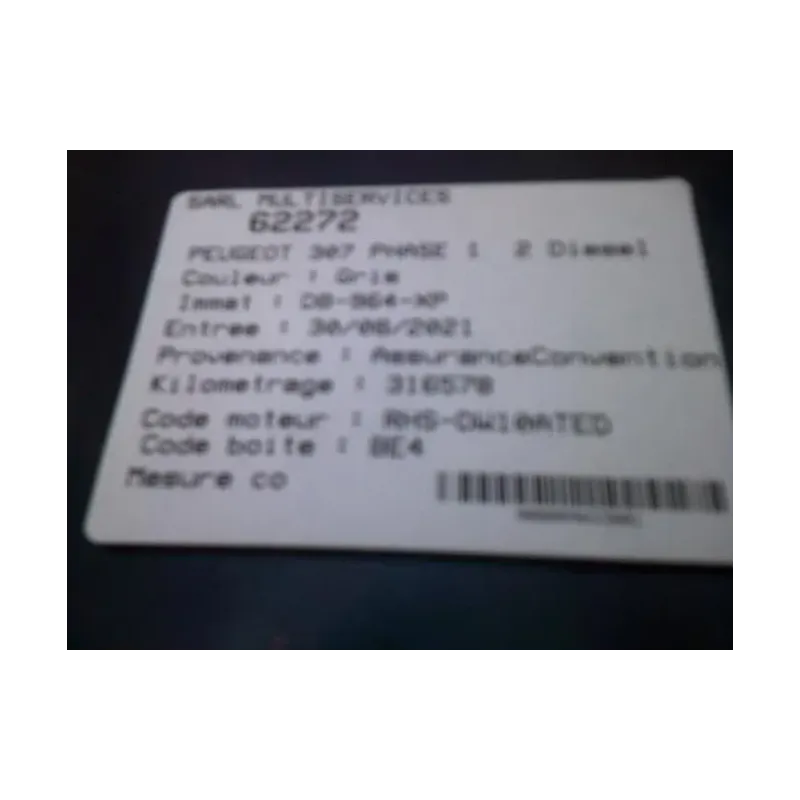 SARL MULTISERVICES
62272
PEUGEOT 307 PHASE 1 2 Diesel
Couleur : Gris
Immat : DB-964-XP
Entree : 30/06/2021
Provenance : AssuranceConvention
Kilometrage : 316578
Code moteur : RHS-DW10ATED
Code boite : BE4
Mesure co